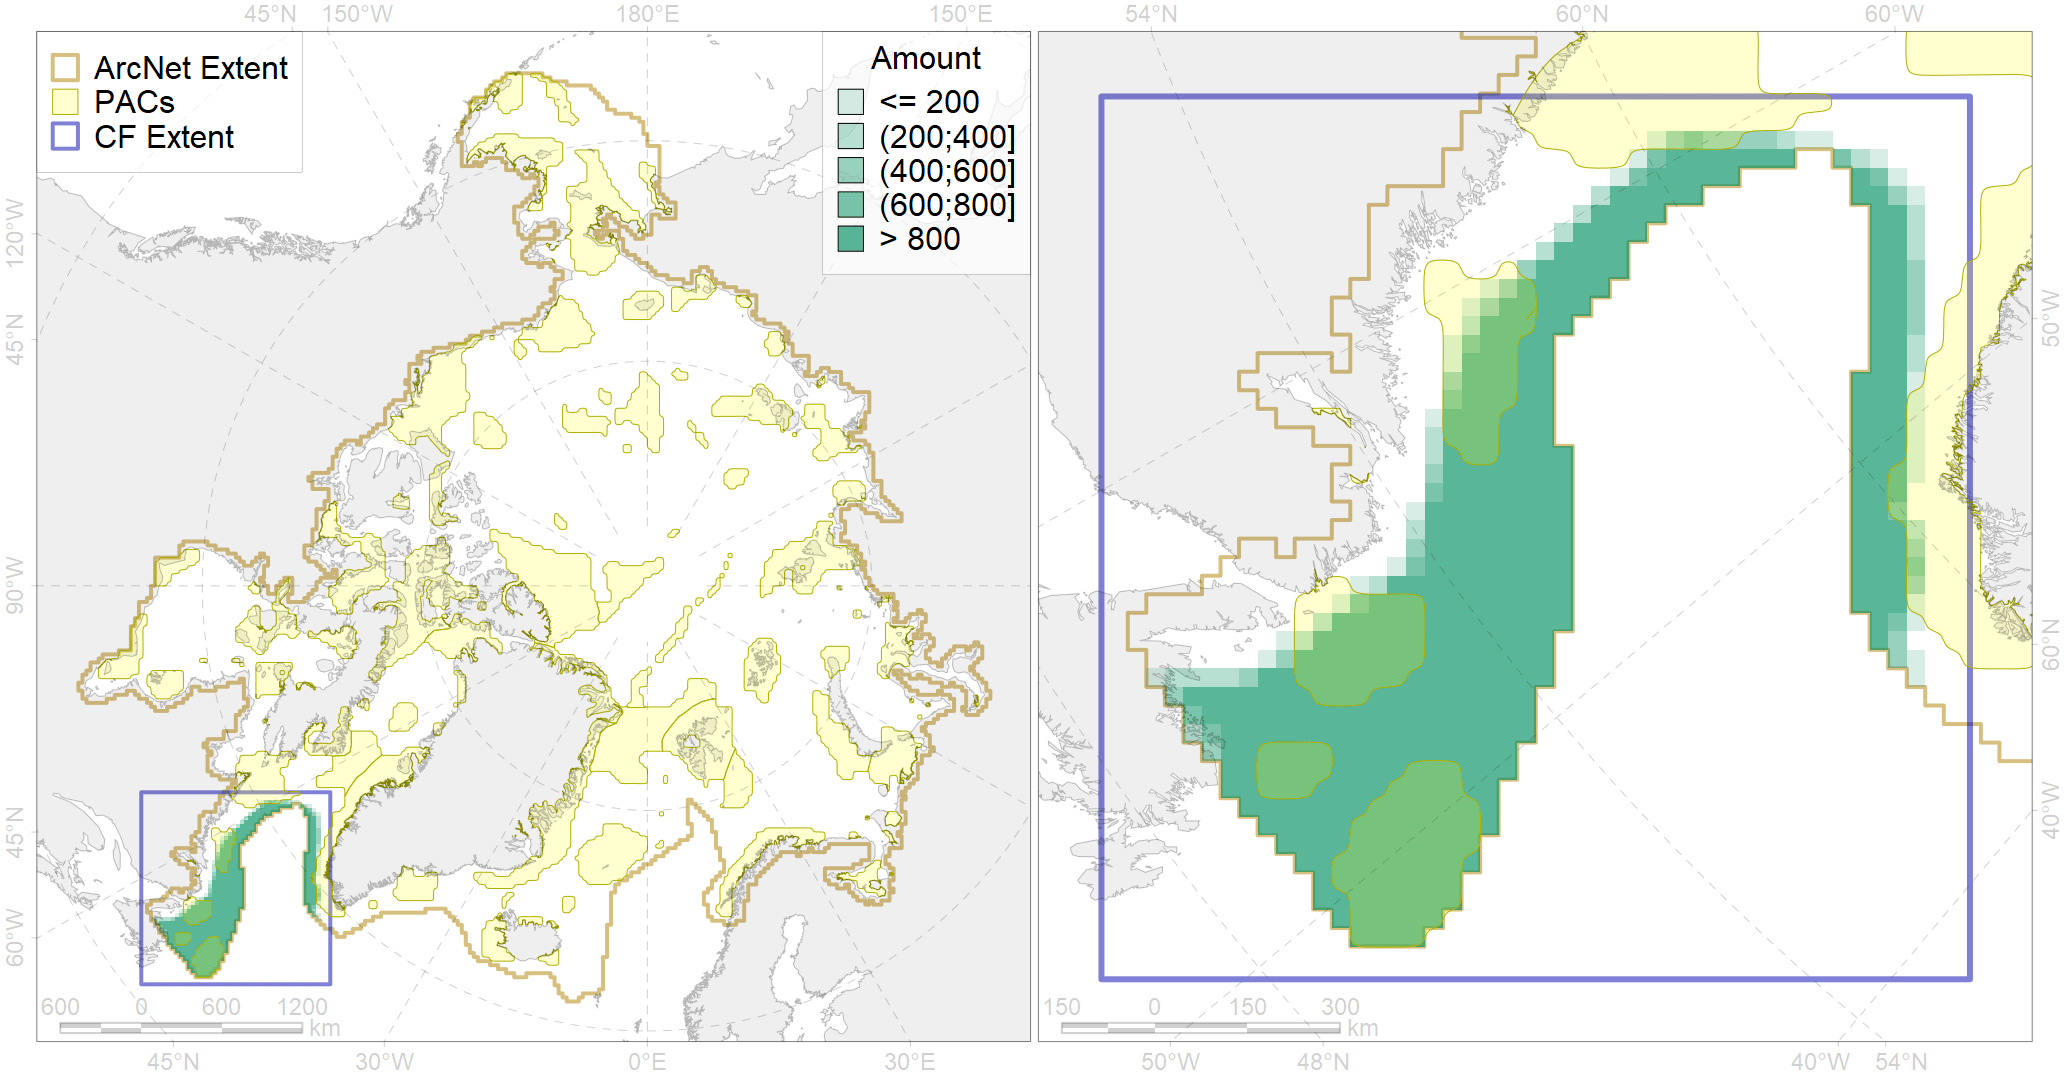 45°N 150°W 180°E 150°E 54°N 60°N 60°W
ArcNet Extent
PACs
CF Extent
Amount
<= 200
(200;400]
(400;600]
(600;800]
> 800
120°W
45°N
90°W
45°N
60°W
50°W
60°N
40°W
600 0 600 1200
km
150 0 150 300
km
45°N 30°W 0°E 30°E 50°W 48°N 40°W 54°N